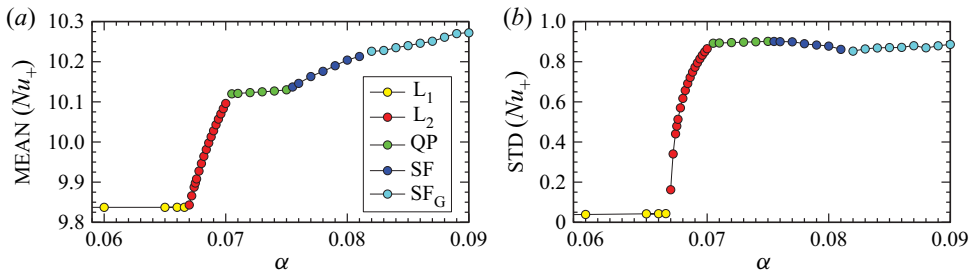 (a)
10.3
10.2
10.1
10.0
9.9
9.8
MEAN (Nu₊)
0.06
0.07
0.08
0.09
α
L₁
L₂
QP
SF
SF_G
(b)
1.0
0.8
0.6
0.4
0.2
0
STD (Nu₊)
0.06
0.07
0.08
0.09
α